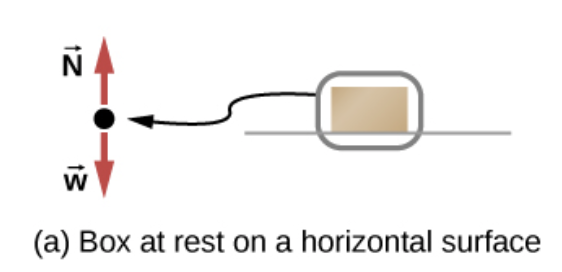 N⃗
w⃗
(a) Box at rest on a horizontal surface